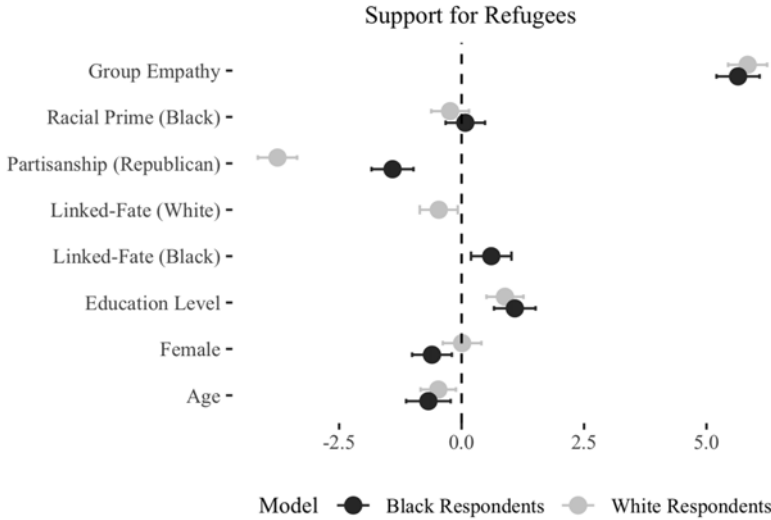 Support for Refugees
Group Empathy
Racial Prime (Black)
Partisanship (Republican)
Linked-Fate (White)
Linked-Fate (Black)
Education Level
Female
Age
-2.5 0.0 2.5 5.0
Model Black Respondents White Respondents